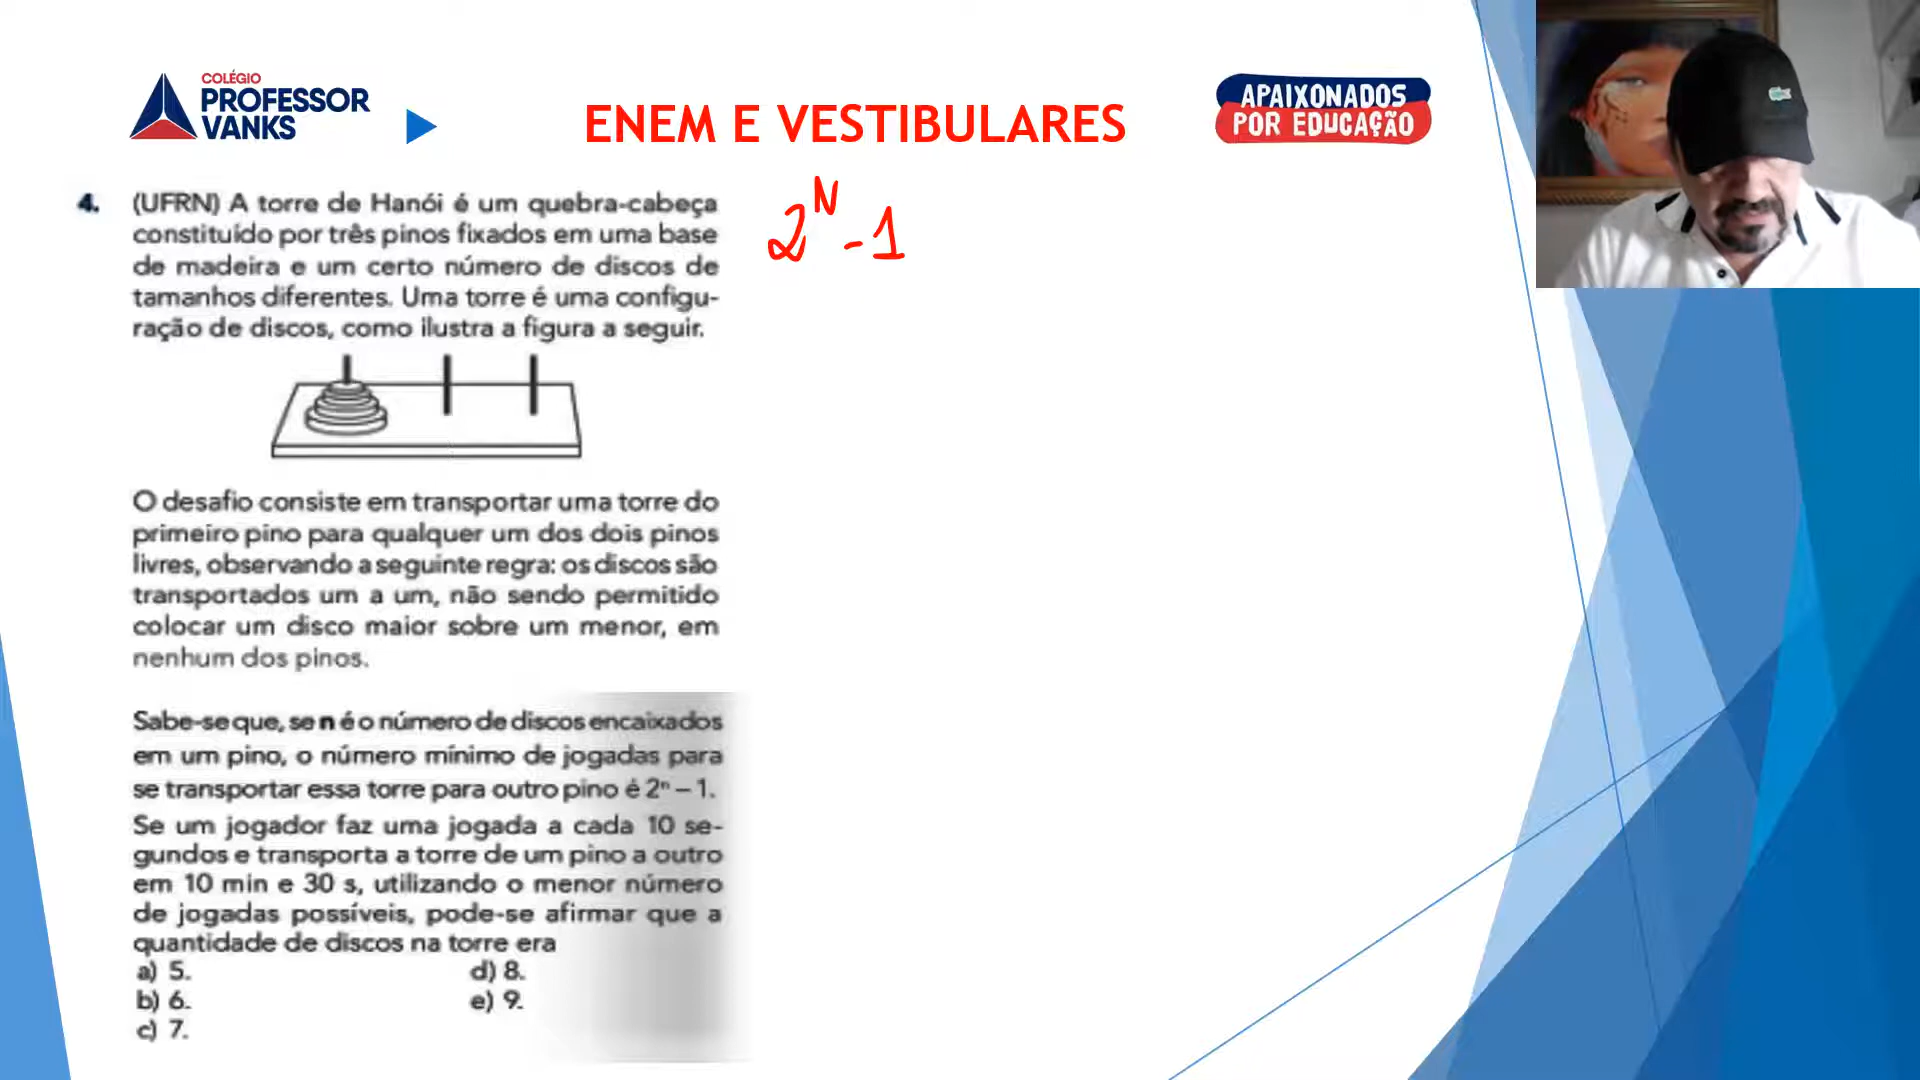 COLÉGIO
PROFESSOR
VANKS
ENEM E VESTIBULARES
APAIXONADOS
POR EDUCAÇÃO
2ᴺ - 1
4. (UFRN) A torre de Hanói é um quebra-cabeça
constituído por três pinos fixados em uma base
de madeira e um certo número de discos de
tamanhos diferentes. Uma torre é uma configu-
ração de discos, como ilustra a figura a seguir.
O desafio consiste em transportar uma torre do
primeiro pino para qualquer um dos dois pinos
livres, observando a seguinte regra: os discos são
transportados um a um, não sendo permitido
colocar um disco maior sobre um menor, em
nenhum dos pinos.
Sabe-se que, se n é o número de discos encaixados
em um pino, o número mínimo de jogadas para
se transportar essa torre para outro pino é 2ⁿ – 1.
Se um jogador faz uma jogada a cada 10 se-
gundos e transporta a torre de um pino a outro
em 10 min e 30 s, utilizando o menor número
de jogadas possíveis, pode-se afirmar que a
quantidade de discos na torre era
a) 5.
b) 6.
c) 7.
d) 8.
e) 9.